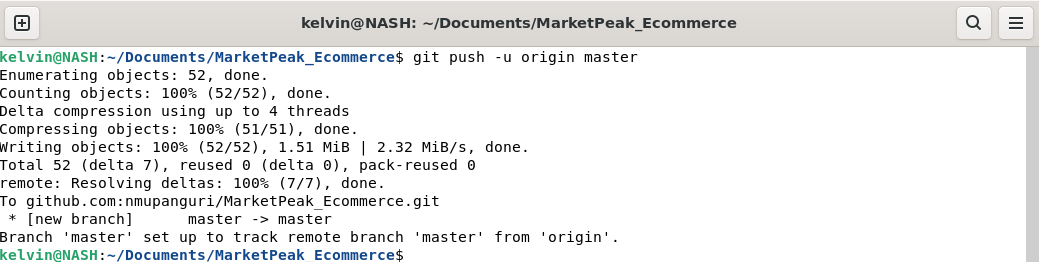 kelvin@NASH: ~/Documents/MarketPeak_Ecommerce
kelvin@NASH:~/Documents/MarketPeak_Ecommerce$ git push -u origin master
Enumerating objects: 52, done.
Counting objects: 100% (52/52), done.
Delta compression using up to 4 threads
Compressing objects: 100% (51/51), done.
Writing objects: 100% (52/52), 1.51 MiB | 2.32 MiB/s, done.
Total 52 (delta 7), reused 0 (delta 0), pack-reused 0
remote: Resolving deltas: 100% (7/7), done.
To github.com:nmupanguri/MarketPeak_Ecommerce.git
 * [new branch]      master -> master
Branch 'master' set up to track remote branch 'master' from 'origin'.
kelvin@NASH:~/Documents/MarketPeak_Ecommerce$